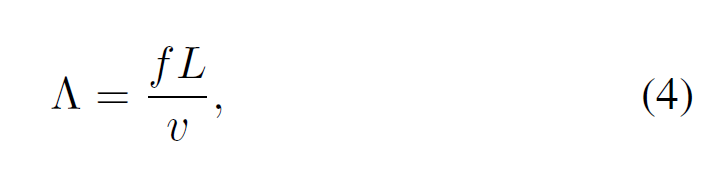 Λ = fL/v, (4)